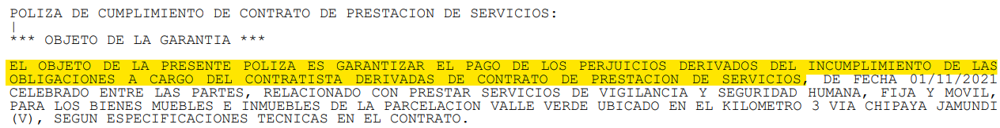 POLIZA DE CUMPLIMIENTO DE CONTRATO DE PRESTACION DE SERVICIOS:
|
*** OBJETO DE LA GARANTIA ***
EL OBJETO DE LA PRESENTE POLIZA ES GARANTIZAR EL PAGO DE LOS PERJUICIOS DERIVADOS DEL INCUMPLIMIENTO DE LAS
OBLIGACIONES A CARGO DEL CONTRATISTA DERIVADAS DE CONTRATO DE PRESTACION DE SERVICIOS, DE FECHA 01/11/2021
CELEBRADO ENTRE LAS PARTES, RELACIONADO CON PRESTAR SERVICIOS DE VIGILANCIA Y SEGURIDAD HUMANA, FIJA Y MOVIL,
PARA LOS BIENES MUEBLES E INMUEBLES DE LA PARCELACION VALLE VERDE UBICADO EN EL KILOMETRO 3 VIA CHIPAYA JAMUNDI
(V), SEGUN ESPECIFICACIONES TECNICAS EN EL CONTRATO.